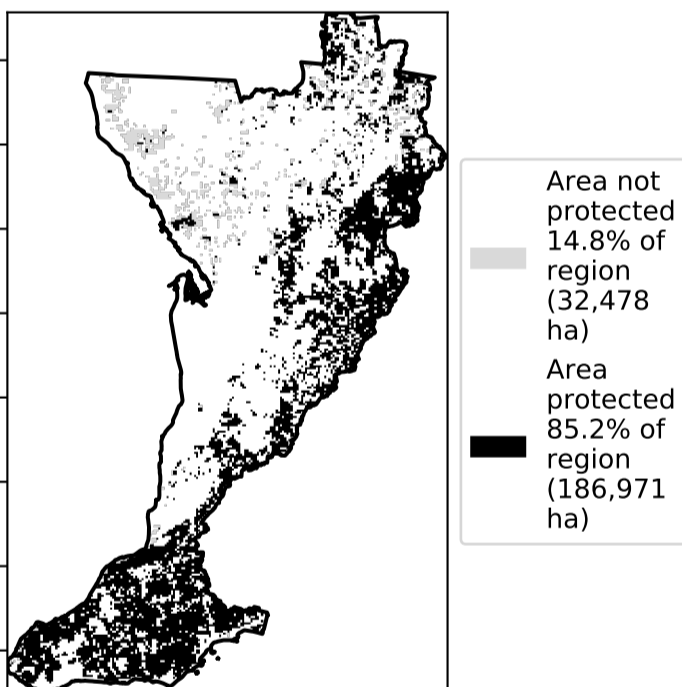 Area not
protected
14.8% of
region
(32,478
ha)
Area
protected
85.2% of
region
(186,971
ha)